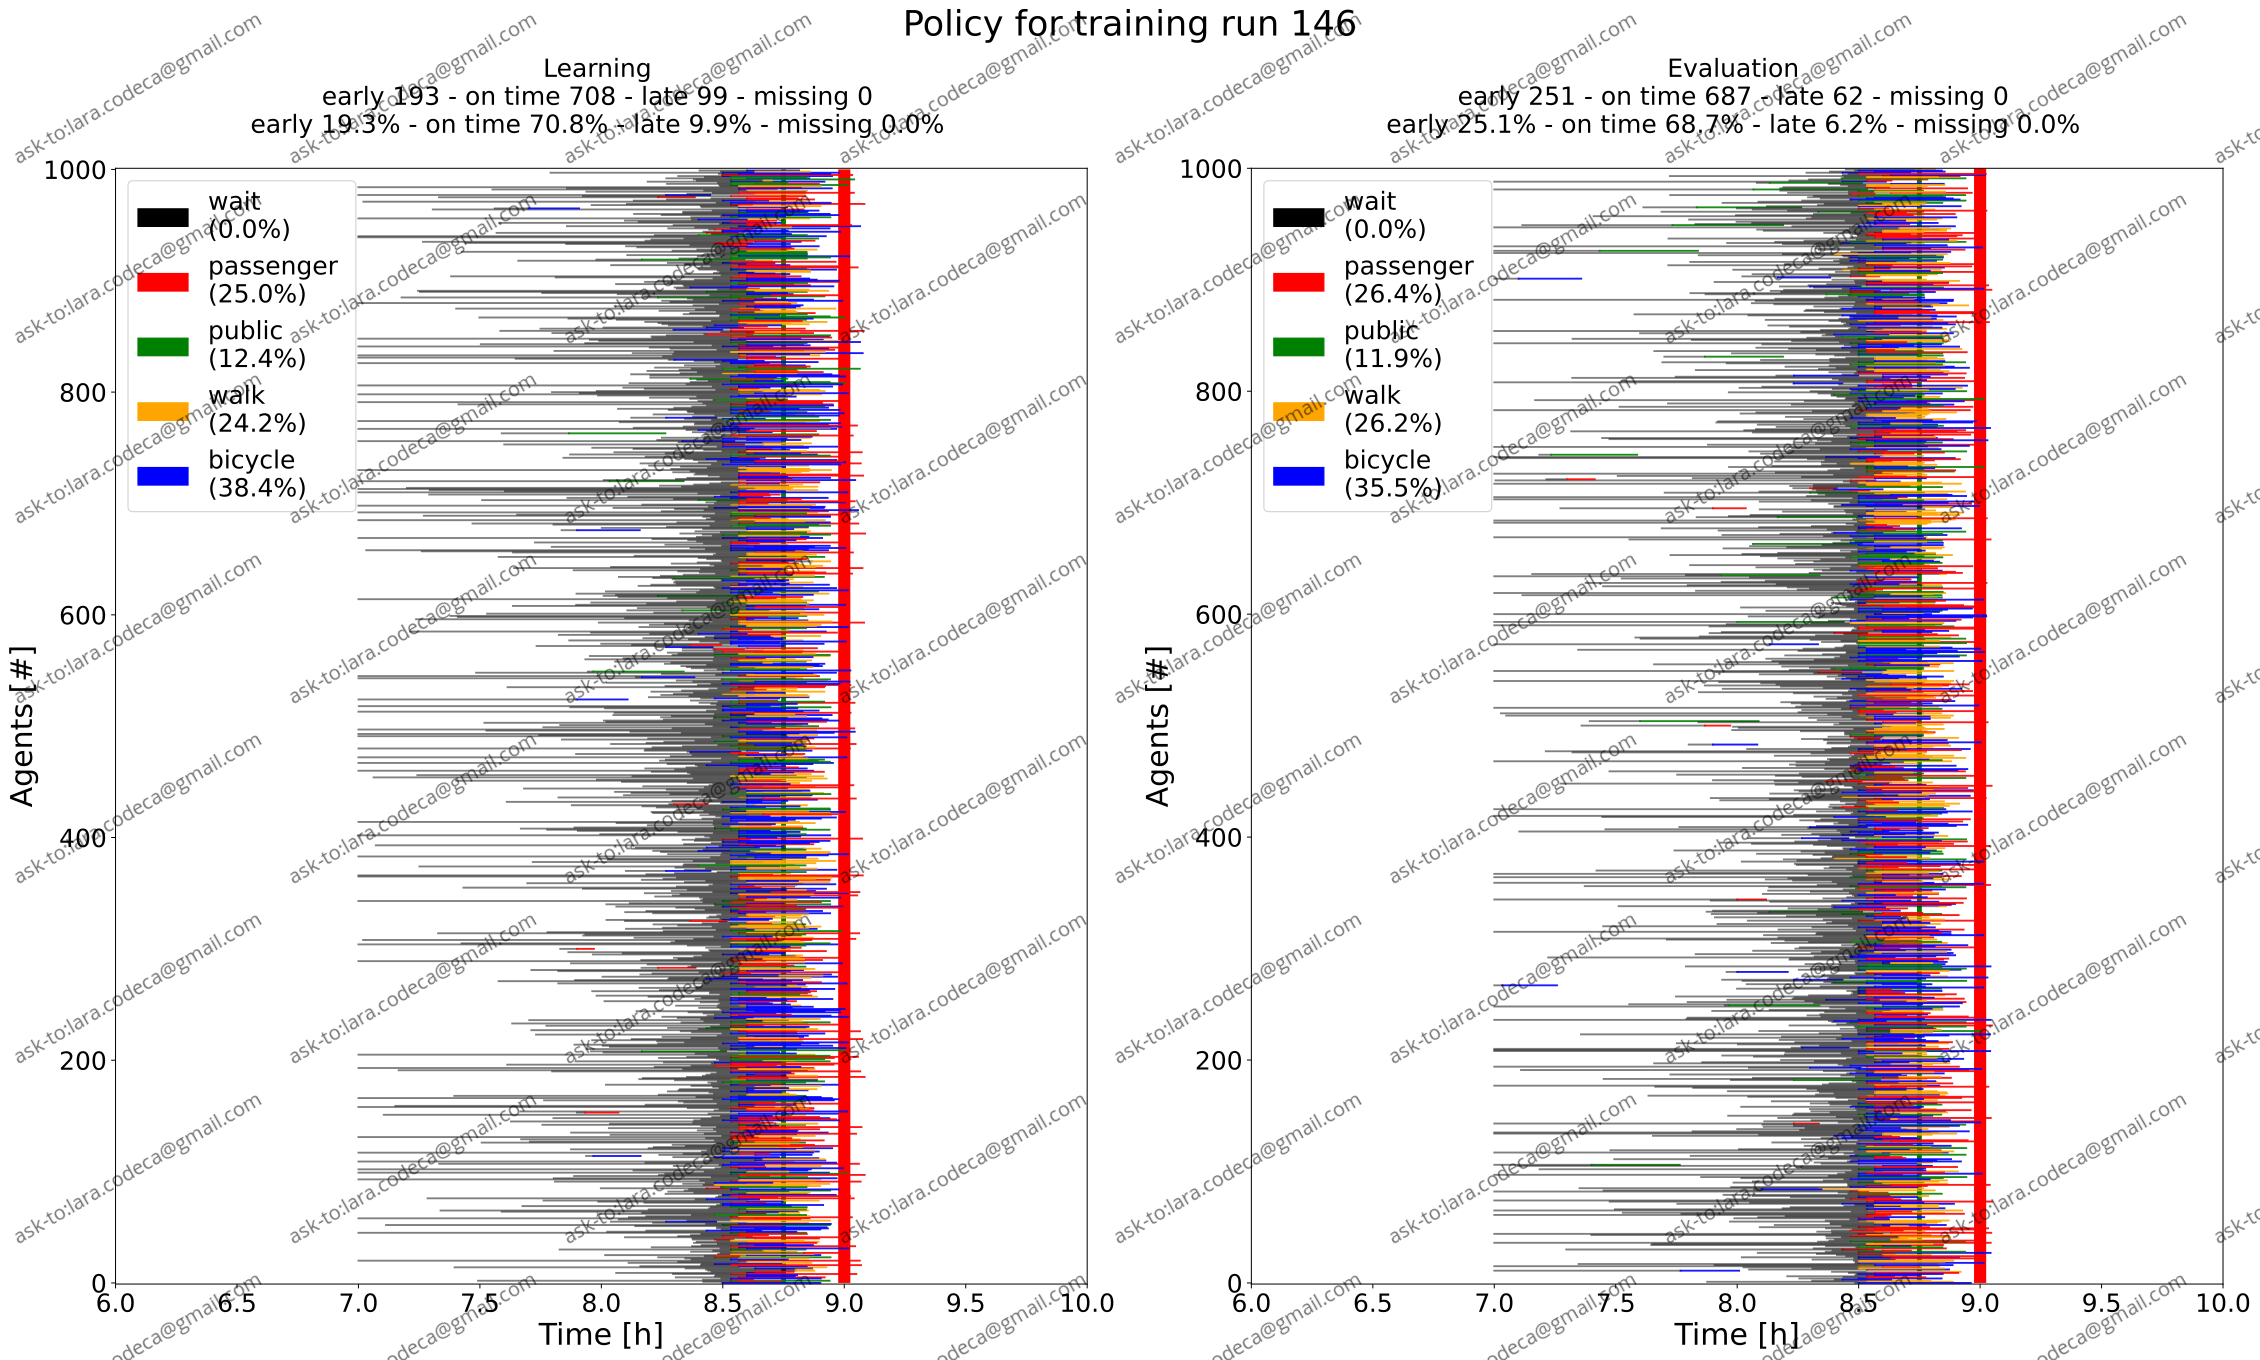 Policy for training run 146
Learning
early 193 - on time 708 - late 99 - missing 0
early 19.3% - on time 70.8% - late 9.9% - missing 0.0%
1000
800
600
400
200
0
Agents [#]
wait
(0.0%)
passenger
(25.0%)
public
(12.4%)
walk
(24.2%)
bicycle
(38.4%)
6.0 6.5 7.0 7.5 8.0 8.5 9.0 9.5 10.0
Time [h]
Evaluation
early 251 - on time 687 - late 62 - missing 0
early 25.1% - on time 68.7% - late 6.2% - missing 0.0%
1000
800
600
400
200
0
Agents [#]
wait
(0.0%)
passenger
(26.4%)
public
(11.9%)
walk
(26.2%)
bicycle
(35.5%)
6.0 6.5 7.0 7.5 8.0 8.5 9.0 9.5 10.0
Time [h]
ask-to:lara.codeca@gmail.com